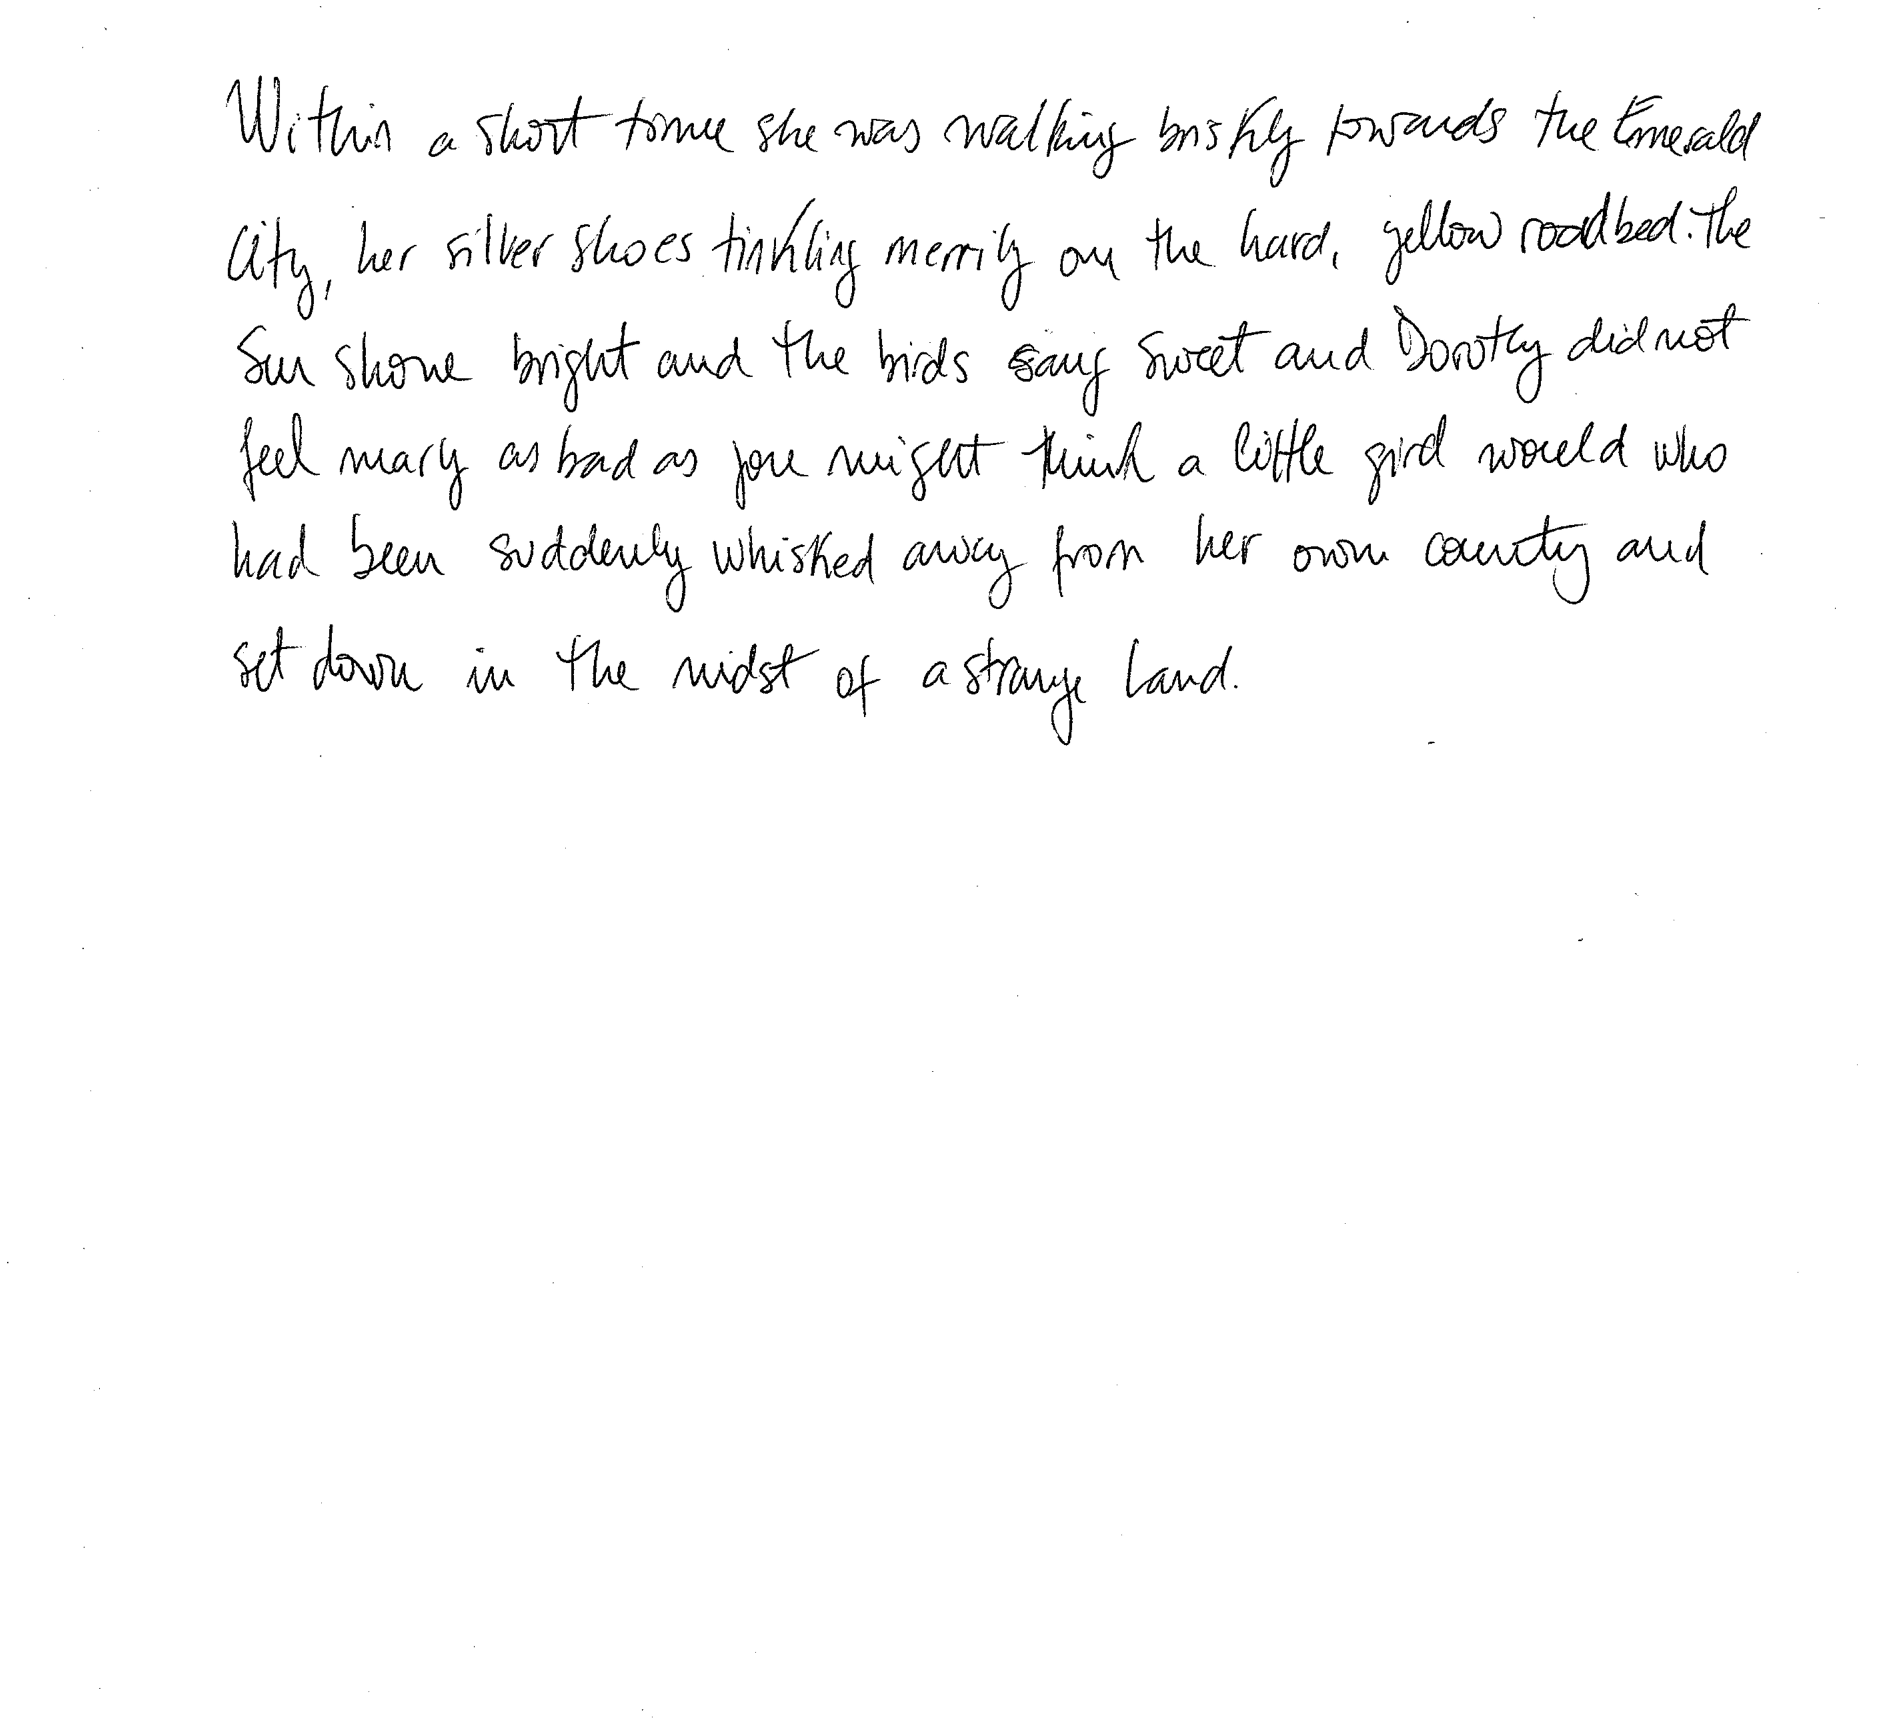 Within a short time she was walking briskly towards the Emerald
City, her silver shoes tinkling merrily on the hard, yellow roadbed. The
Sun shone bright and the birds sang sweet and Dorothy did not
feel nearly as bad as you might think a little girl would who
had been suddenly whisked away from her own country and
set down in the midst of a strange land.